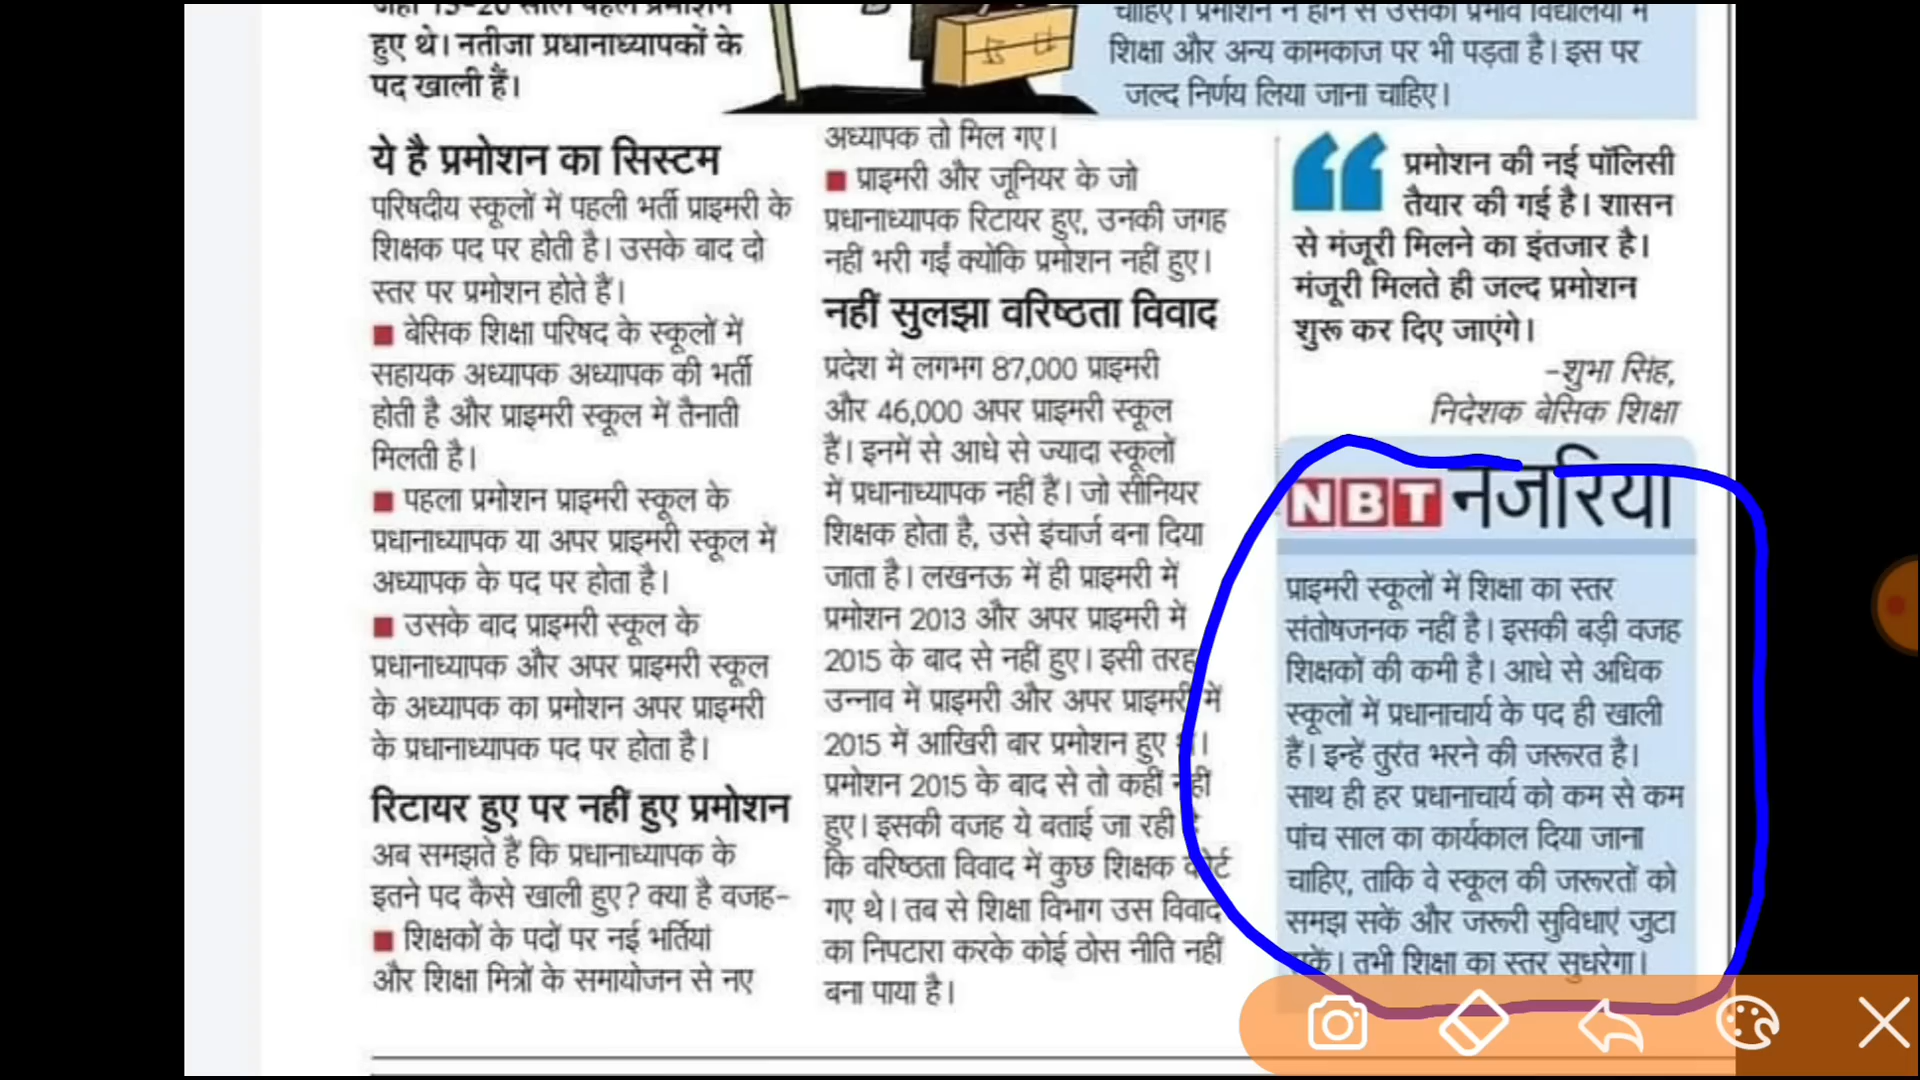 हुए थे। नतीजा प्रधानाध्यापकों के
पद खाली हैं।
ये है प्रमोशन का सिस्टम
परिषदीय स्कूलों में पहली भर्ती प्राइमरी के
शिक्षक पद पर होती है। उसके बाद दो
स्तर पर प्रमोशन होते हैं।
■ बेसिक शिक्षा परिषद के स्कूलों में
सहायक अध्यापक अध्यापक की भर्ती
होती है और प्राइमरी स्कूल में तैनाती
मिलती है।
■ पहला प्रमोशन प्राइमरी स्कूल के
प्रधानाध्यापक या अपर प्राइमरी स्कूल में
अध्यापक के पद पर होता है।
■ उसके बाद प्राइमरी स्कूल के
प्रधानाध्यापक और अपर प्राइमरी स्कूल
के अध्यापक का प्रमोशन अपर प्राइमरी
के प्रधानाध्यापक पद पर होता है।
रिटायर हुए पर नहीं हुए प्रमोशन
अब समझते हैं कि प्रधानाध्यापक के
इतने पद कैसे खाली हुए? क्या है वजह-
■ शिक्षकों के पदों पर नई भर्तियां
और शिक्षा मित्रों के समायोजन से नए
अध्यापक तो मिल गए।
■ प्राइमरी और जूनियर के जो
प्रधानाध्यापक रिटायर हुए, उनकी जगह
नहीं भरी गईं क्योंकि प्रमोशन नहीं हुए।
नहीं सुलझा वरिष्ठता विवाद
प्रदेश में लगभग 87,000 प्राइमरी
और 46,000 अपर प्राइमरी स्कूल
हैं। इनमें से आधे से ज्यादा स्कूलों
में प्रधानाध्यापक नहीं हैं। जो सीनियर
शिक्षक होता है, उसे इंचार्ज बना दिया
जाता है। लखनऊ में ही प्राइमरी में
प्रमोशन 2013 और अपर प्राइमरी में
2015 के बाद से नहीं हुए। इसी तरह
उन्नाव में प्राइमरी और अपर प्राइमरी में
2015 में आखिरी बार प्रमोशन हुए
प्रमोशन 2015 के बाद से तो कहीं नहीं
हुए। इसकी वजह ये बताई जा रही है
कि वरिष्ठता विवाद में कुछ शिक्षक कोर्ट
गए थे। तब से शिक्षा विभाग उस विवाद
का निपटारा करके कोई ठोस नीति नहीं
बना पाया है।
चाहिए। प्रमोशन न होने से उसका प्रभाव विद्यालयों में
शिक्षा और अन्य कामकाज पर भी पड़ता है। इस पर
जल्द निर्णय लिया जाना चाहिए।
प्रमोशन की नई पॉलिसी
तैयार की गई है। शासन
से मंजूरी मिलने का इंतजार है।
मंजूरी मिलते ही जल्द प्रमोशन
शुरू कर दिए जाएंगे।
-शुभा सिंह,
निदेशक बेसिक शिक्षा
NBT नजरिया
प्राइमरी स्कूलों में शिक्षा का स्तर
संतोषजनक नहीं है। इसकी बड़ी वजह
शिक्षकों की कमी है। आधे से अधिक
स्कूलों में प्रधानाचार्य के पद ही खाली
हैं। इन्हें तुरंत भरने की जरूरत है।
साथ ही हर प्रधानाचार्य को कम से कम
पांच साल का कार्यकाल दिया जाना
चाहिए, ताकि वे स्कूल की जरूरतों को
समझ सकें और जरूरी सुविधाएं जुटा
सकें। तभी शिक्षा का स्तर सुधरेगा।